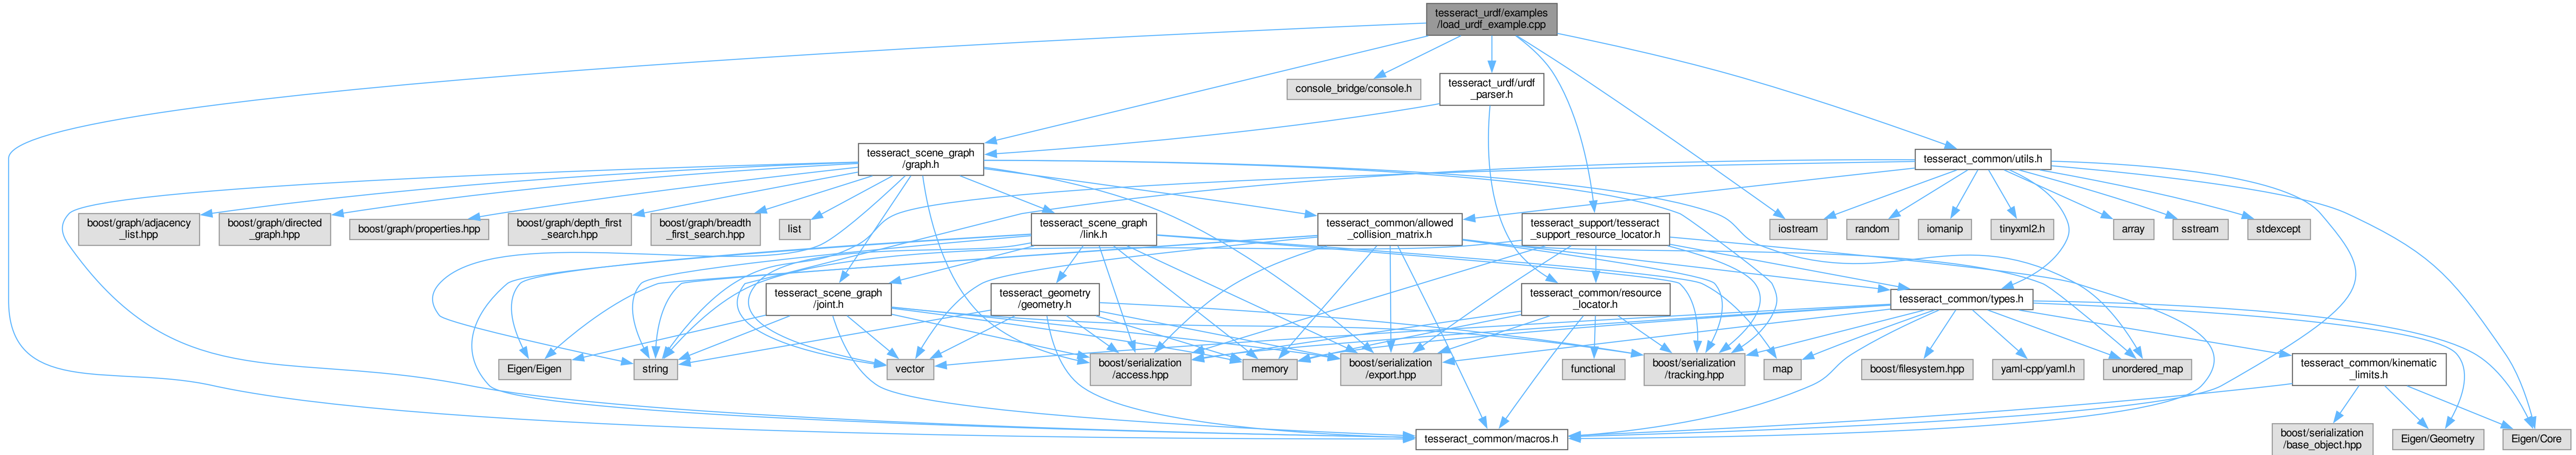 tesseract_urdf/examples
/load_urdf_example.cpp
console_bridge/console.h
tesseract_urdf/urdf
_parser.h
tesseract_scene_graph
/graph.h
tesseract_common/utils.h
boost/graph/adjacency
_list.hpp
boost/graph/directed
_graph.hpp
boost/graph/properties.hpp
boost/graph/depth_first
_search.hpp
boost/graph/breadth
_first_search.hpp
list
tesseract_scene_graph
/link.h
tesseract_common/allowed
_collision_matrix.h
tesseract_support/tesseract
_support_resource_locator.h
iostream
random
iomanip
tinyxml2.h
array
sstream
stdexcept
tesseract_scene_graph
/joint.h
tesseract_geometry
/geometry.h
tesseract_common/resource
_locator.h
tesseract_common/types.h
Eigen/Eigen
string
vector
boost/serialization
/access.hpp
memory
boost/serialization
/export.hpp
functional
boost/serialization
/tracking.hpp
map
boost/filesystem.hpp
yaml-cpp/yaml.h
unordered_map
tesseract_common/kinematic
_limits.h
tesseract_common/macros.h
boost/serialization
/base_object.hpp
Eigen/Geometry
Eigen/Core